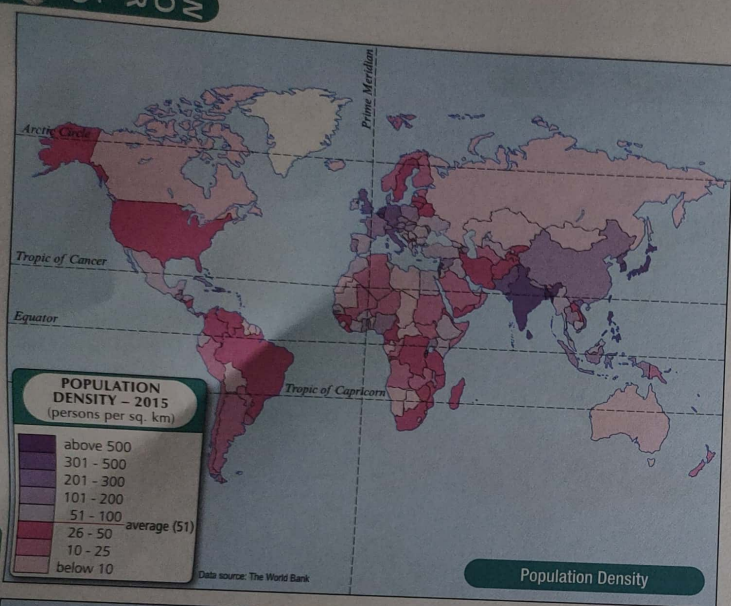 Prime Meridian
Arctic Circle
Tropic of Cancer
Equator
Tropic of Capricorn
POPULATION
DENSITY – 2015
(persons per sq. km)
above 500
301 - 500
201 - 300
101 - 200
51 - 100
average (51)
26 - 50
10 - 25
below 10
Data source: The World Bank
Population Density